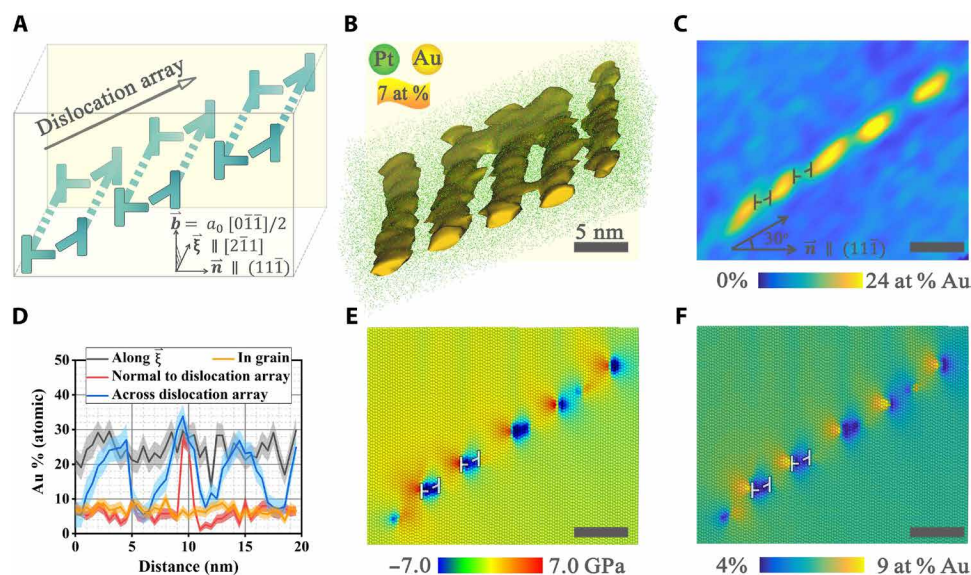 A
Dislocation array
b⃗ = a₀ [01̄1̄]/2
ξ⃗ ∥ [21̄1]
n⃗ ∥ (111̄)
B
Pt
Au
7 at %
5 nm
C
30°
n⃗ ∥ (111̄)
0%
24 at % Au
D
Along ξ⃗
In grain
Normal to dislocation array
Across dislocation array
Au % (atomic)
50
40
30
20
10
0
0
5
10
15
20
Distance (nm)
E
−7.0
7.0 GPa
F
4%
9 at % Au